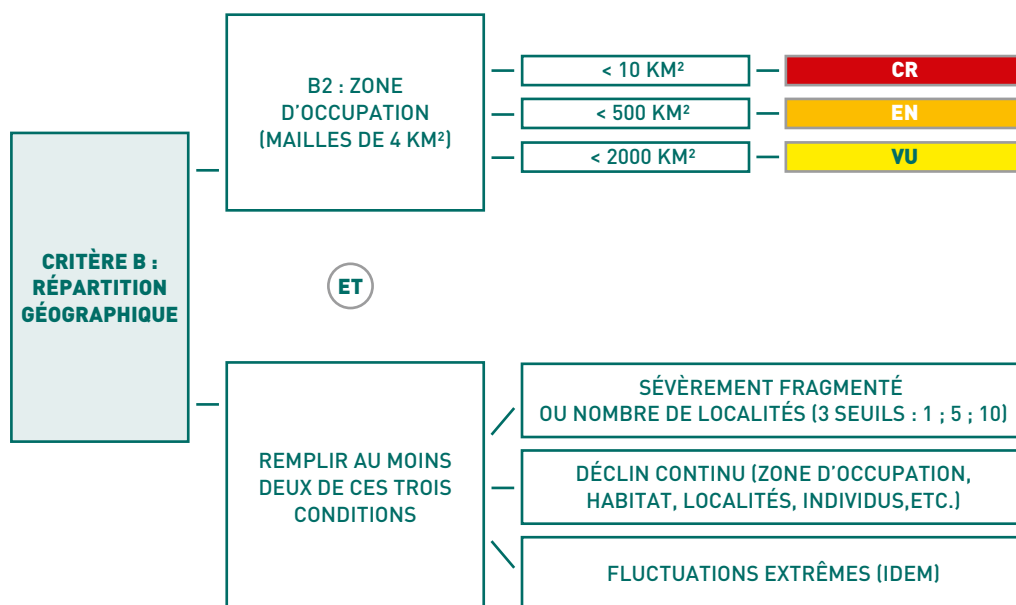 CRITÈRE B :
RÉPARTITION
GÉOGRAPHIQUE
B2 : ZONE
D'OCCUPATION
(MAILLES DE 4 KM²)
< 10 KM²
CR
< 500 KM²
EN
< 2000 KM²
VU
ET
REMPLIR AU MOINS
DEUX DE CES TROIS
CONDITIONS
SÉVÈREMENT FRAGMENTÉ
OU NOMBRE DE LOCALITÉS (3 SEUILS : 1 ; 5 ; 10)
DÉCLIN CONTINU (ZONE D'OCCUPATION,
HABITAT, LOCALITÉS, INDIVIDUS,ETC.)
FLUCTUATIONS EXTRÊMES (IDEM)